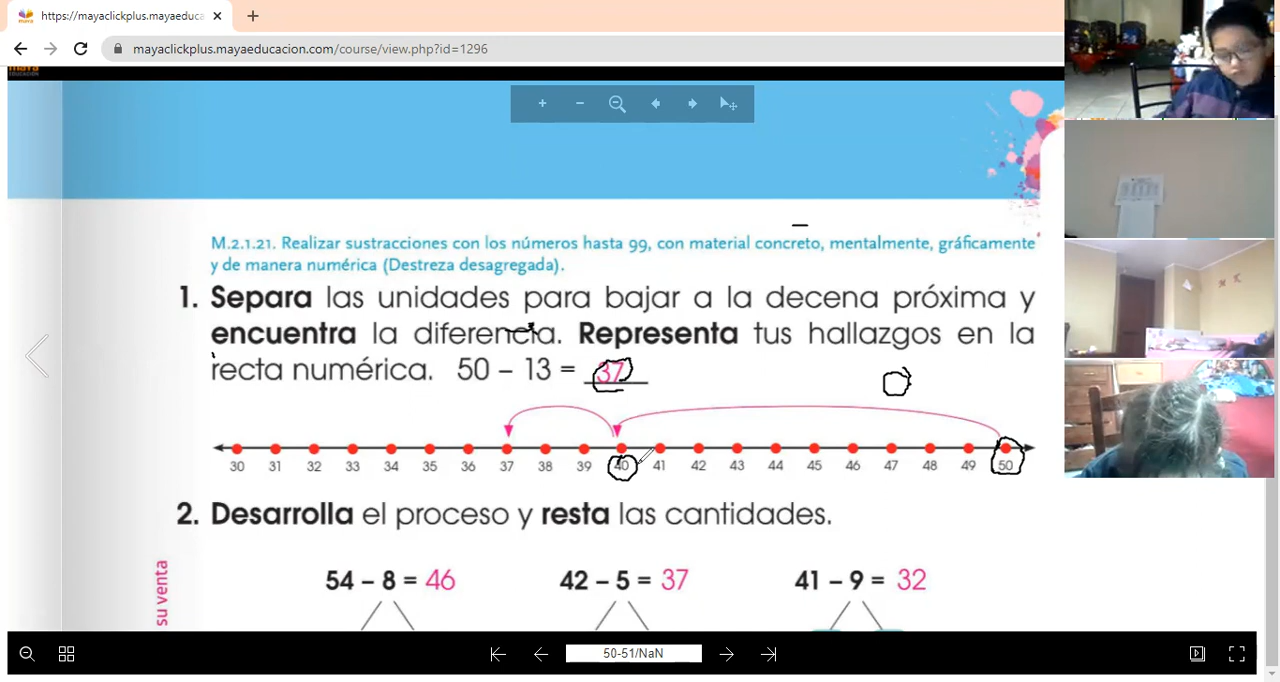 https://mayaclickplus.mayaeduca
mayaclickplus.mayaeducacion.com/course/view.php?id=1296
maya
EDUCACIÓN
M.2.1.21. Realizar sustracciones con los números hasta 99, con material concreto, mentalmente, gráficamente
y de manera numérica (Destreza desagregada).
1. Separa las unidades para bajar a la decena próxima y
encuentra la diferencia. Representa tus hallazgos en la
recta numérica. 50 – 13 = 37
30 31 32 33 34 35 36 37 38 39 40 41 42 43 44 45 46 47 48 49 50
2. Desarrolla el proceso y resta las cantidades.
54 – 8 = 46 42 – 5 = 37 41 – 9 = 32
su venta
50-51/NaN